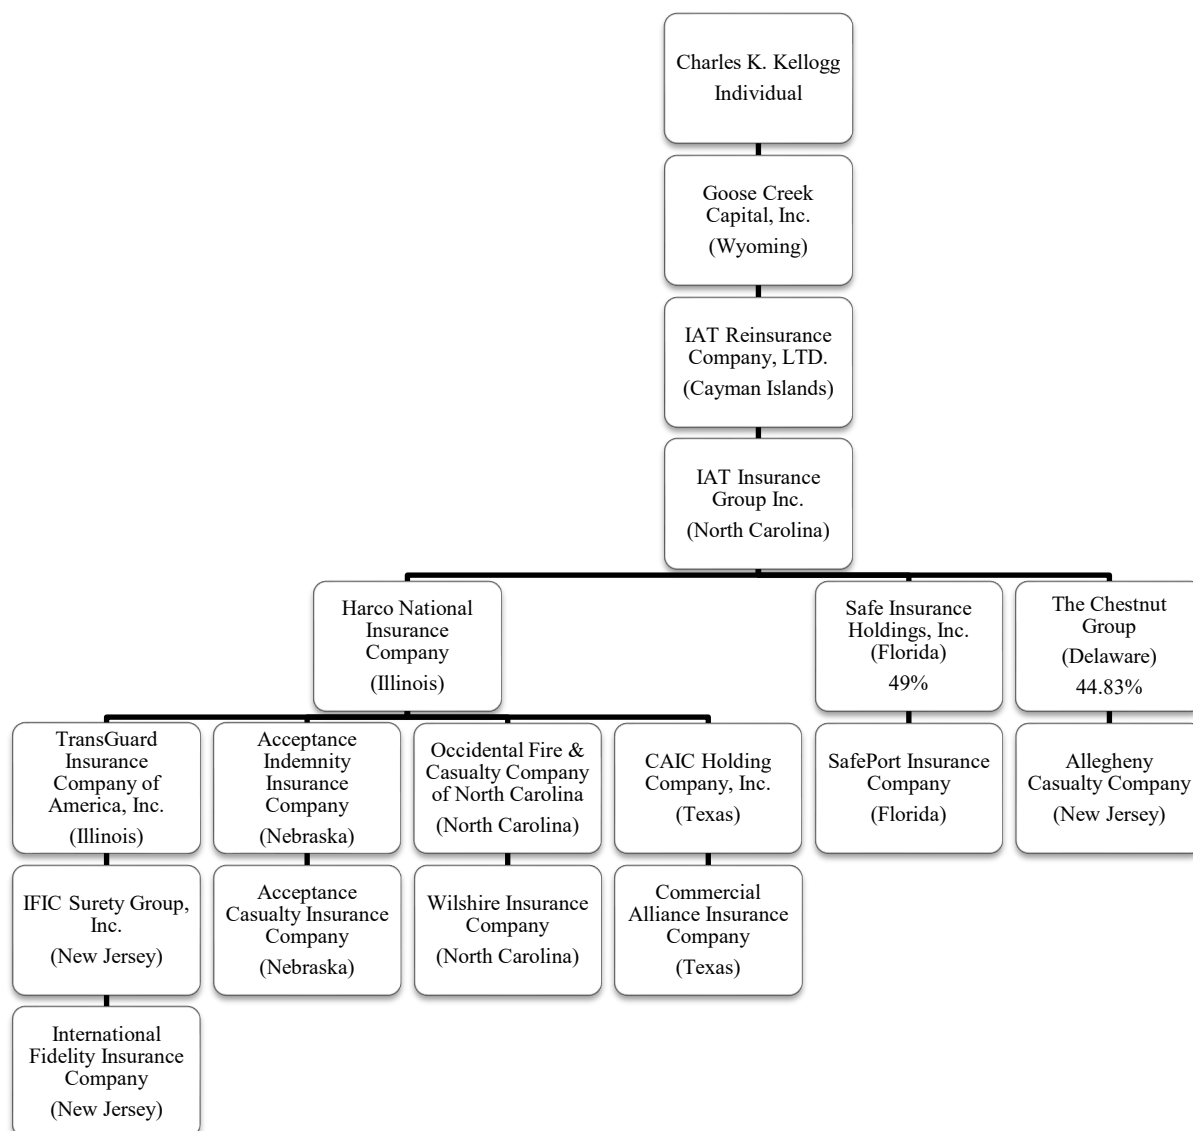 Charles K. Kellogg
Individual
Goose Creek
Capital, Inc.
(Wyoming)
IAT Reinsurance
Company, LTD.
(Cayman Islands)
IAT Insurance
Group Inc.
(North Carolina)
Harco National
Insurance
Company
(Illinois)
Safe Insurance
Holdings, Inc.
(Florida)
49%
The Chestnut
Group
(Delaware)
44.83%
TransGuard
Insurance
Company of
America, Inc.
(Illinois)
Acceptance
Indemnity
Insurance
Company
(Nebraska)
Occidental Fire &
Casualty Company
of North Carolina
(North Carolina)
CAIC Holding
Company, Inc.
(Texas)
SafePort Insurance
Company
(Florida)
Allegheny
Casualty Company
(New Jersey)
IFIC Surety Group,
Inc.
(New Jersey)
Acceptance
Casualty Insurance
Company
(Nebraska)
Wilshire Insurance
Company
(North Carolina)
Commercial
Alliance Insurance
Company
(Texas)
International
Fidelity Insurance
Company
(New Jersey)